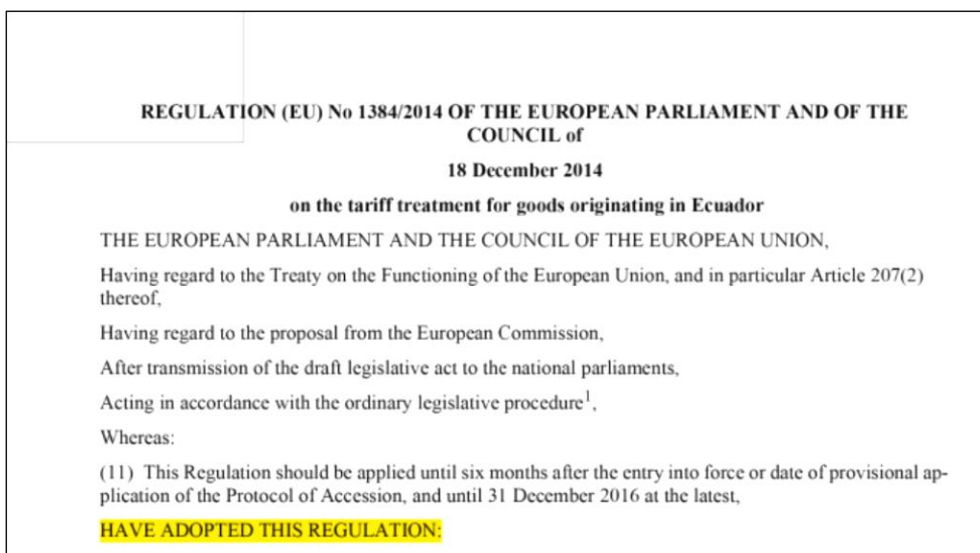 REGULATION (EU) No 1384/2014 OF THE EUROPEAN PARLIAMENT AND OF THE
COUNCIL of
18 December 2014
on the tariff treatment for goods originating in Ecuador
THE EUROPEAN PARLIAMENT AND THE COUNCIL OF THE EUROPEAN UNION,
Having regard to the Treaty on the Functioning of the European Union, and in particular Article 207(2)
thereof,
Having regard to the proposal from the European Commission,
After transmission of the draft legislative act to the national parliaments,
Acting in accordance with the ordinary legislative procedure¹,
Whereas:
(11) This Regulation should be applied until six months after the entry into force or date of provisional ap-
plication of the Protocol of Accession, and until 31 December 2016 at the latest,
HAVE ADOPTED THIS REGULATION: